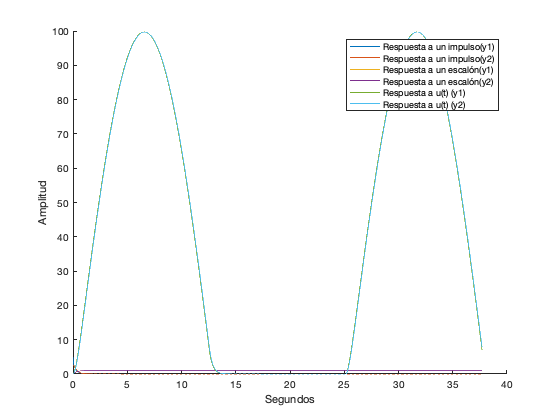 100
90
80
70
60
50
40
30
20
10
0
Amplitud
Respuesta a un impulso(y1)
Respuesta a un impulso(y2)
Respuesta a un escalón(y1)
Respuesta a un escalón(y2)
Respuesta a u(t) (y1)
Respuesta a u(t) (y2)
0 5 10 15 20 25 30 35 40
Segundos